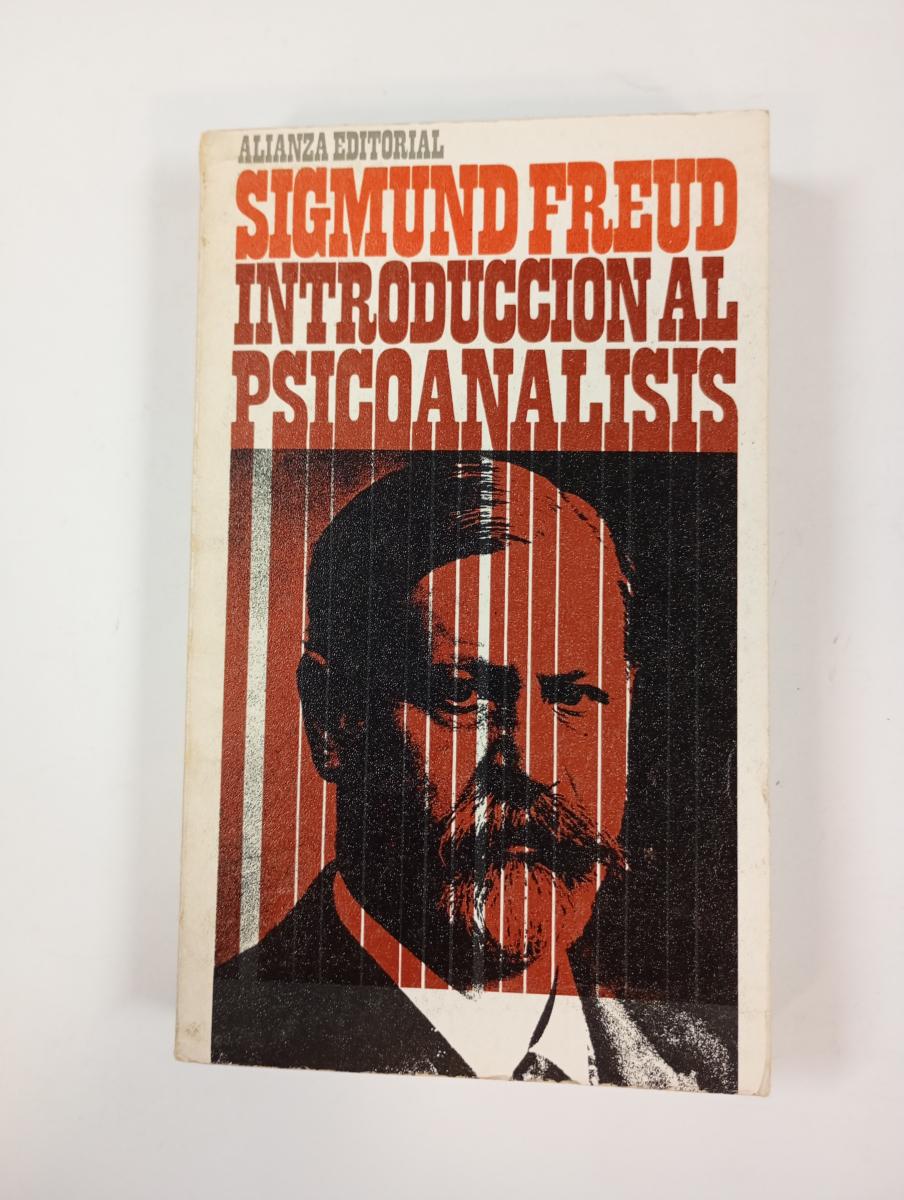 ALIANZA EDITORIAL
SIGMUND FREUD
INTRODUCCION AL
PSICOANALISIS